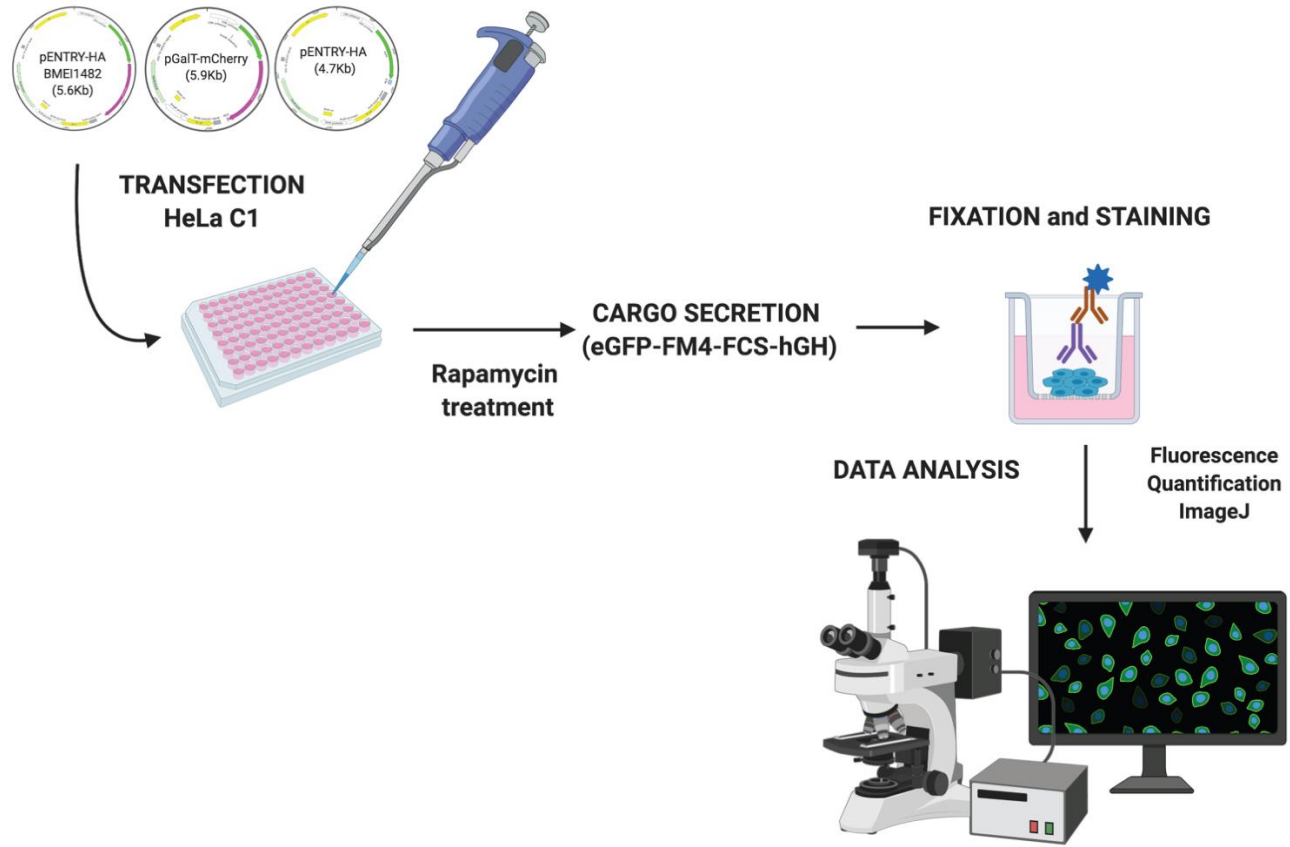 pENTRY-HA
BMEI1482
(5.6Kb)
pGalT-mCherry
(5.9Kb)
pENTRY-HA
(4.7Kb)
TRANSFECTION
HeLa C1
Rapamycin
treatment
CARGO SECRETION
(eGFP-FM4-FCS-hGH)
FIXATION and STAINING
DATA ANALYSIS
Fluorescence
Quantification
ImageJ